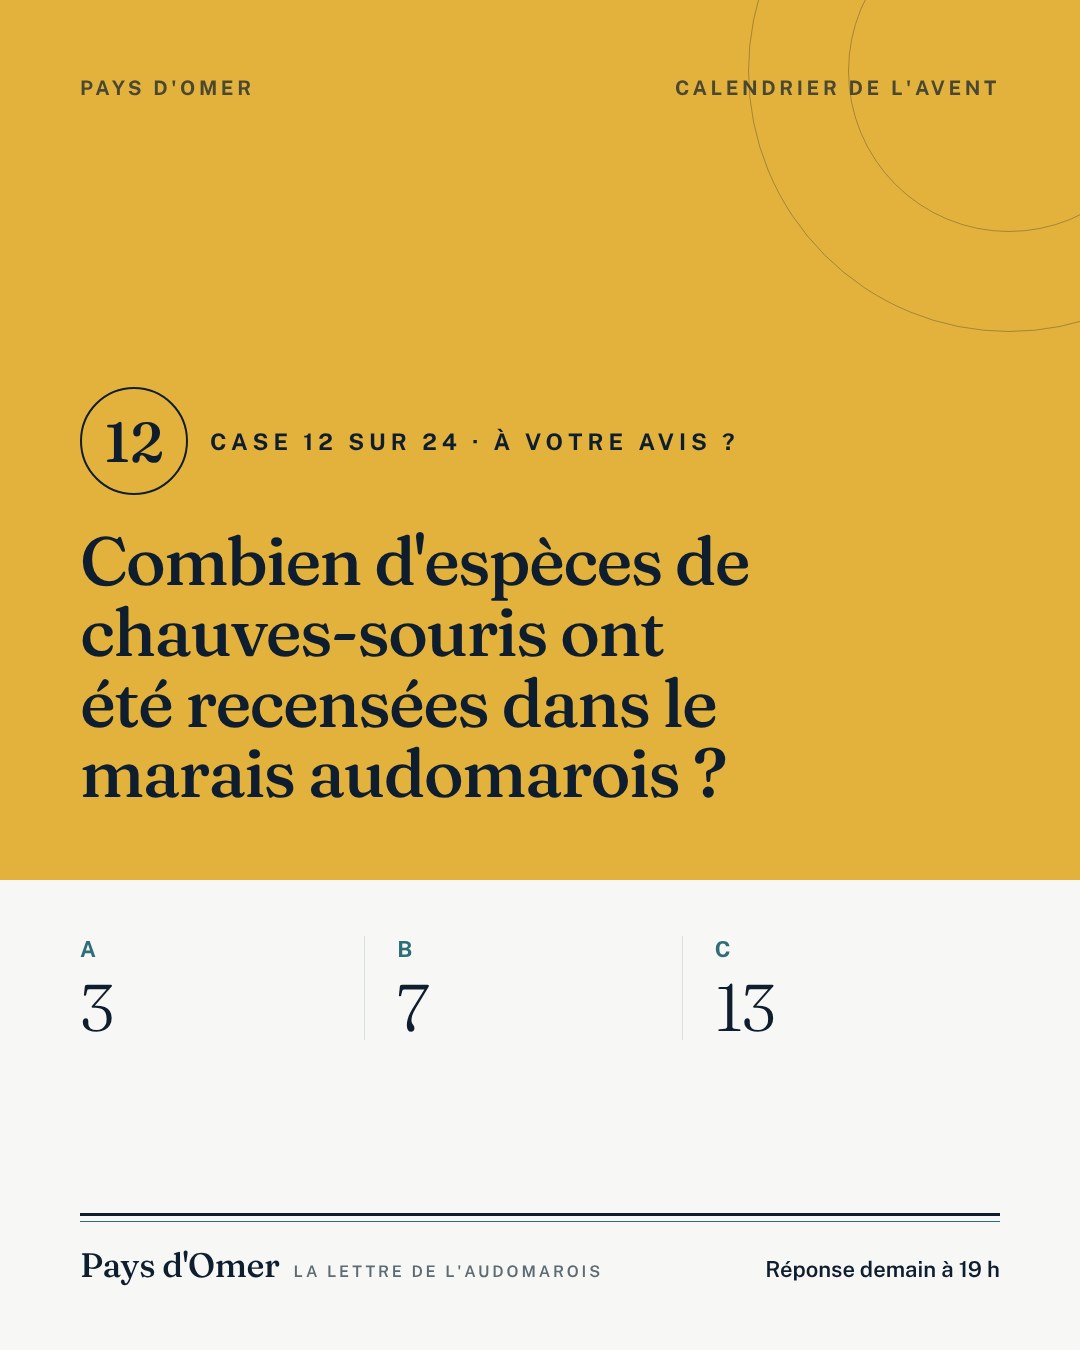 PAYS D'OMER
CALENDRIER DE L'AVENT
12
CASE 12 SUR 24 · À VOTRE AVIS ?
Combien d'espèces de
chauves-souris ont
été recensées dans le
marais audomarois ?
A
3
B
7
C
13
Pays d'Omer LA LETTRE DE L'AUDOMAROIS
Réponse demain à 19 h